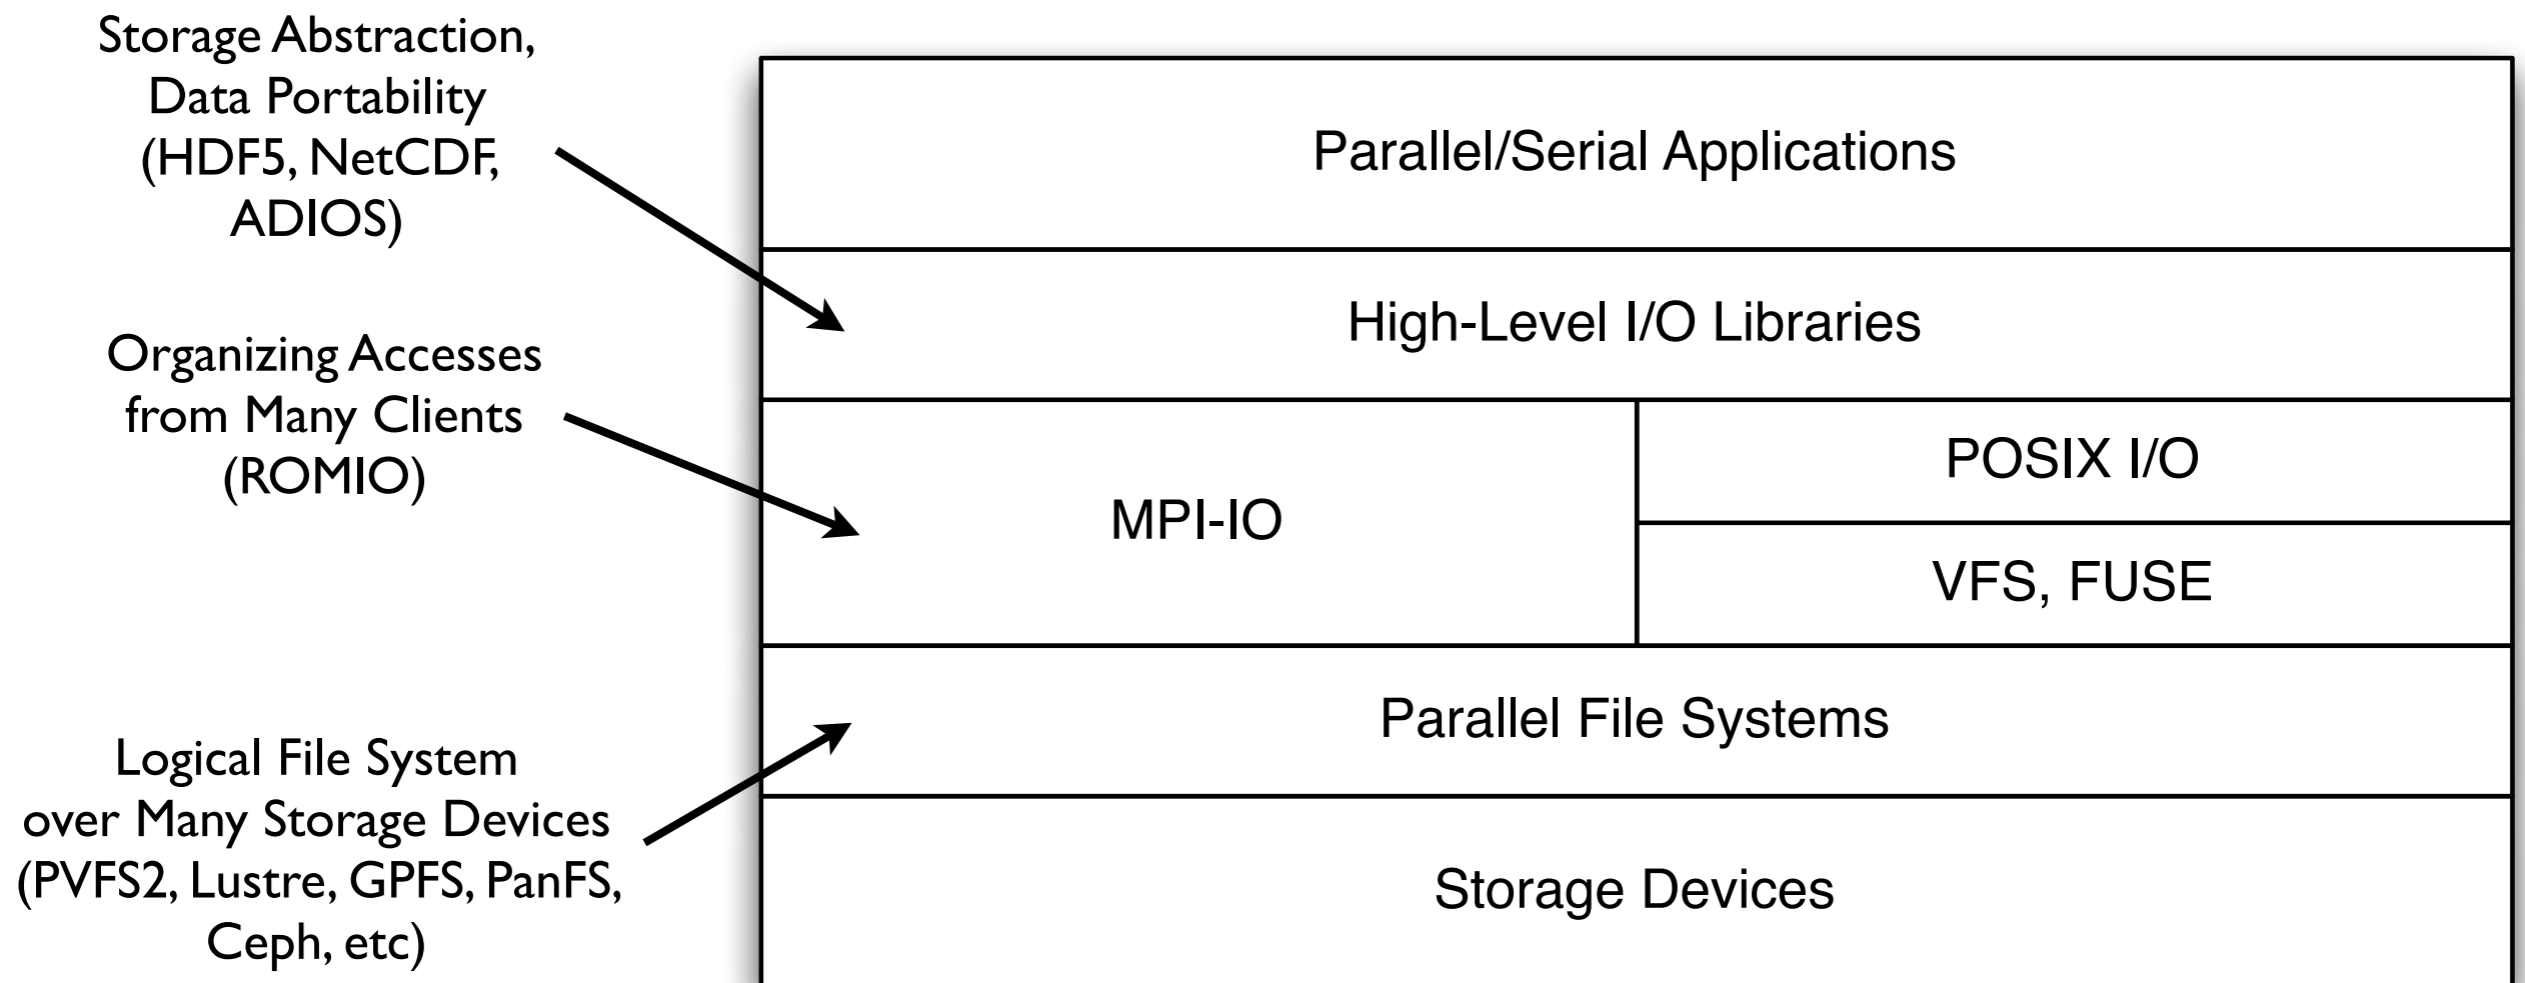 Storage Abstraction,
Data Portability
(HDF5, NetCDF,
ADIOS)
Organizing Accesses
from Many Clients
(ROMIO)
Logical File System
over Many Storage Devices
(PVFS2, Lustre, GPFS, PanFS,
Ceph, etc)
Parallel/Serial Applications
High-Level I/O Libraries
MPI-IO
POSIX I/O
VFS, FUSE
Parallel File Systems
Storage Devices